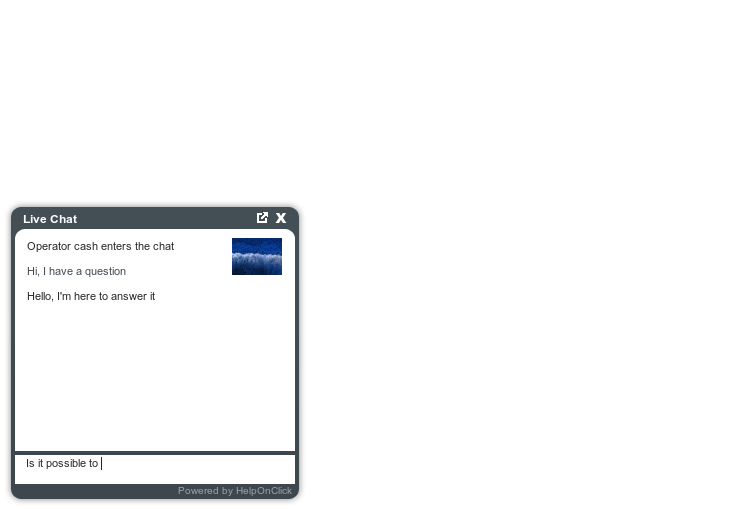 Live Chat
Operator cash enters the chat
Hi, I have a question
Hello, I'm here to answer it
Is it possible to
Powered by HelpOnClick